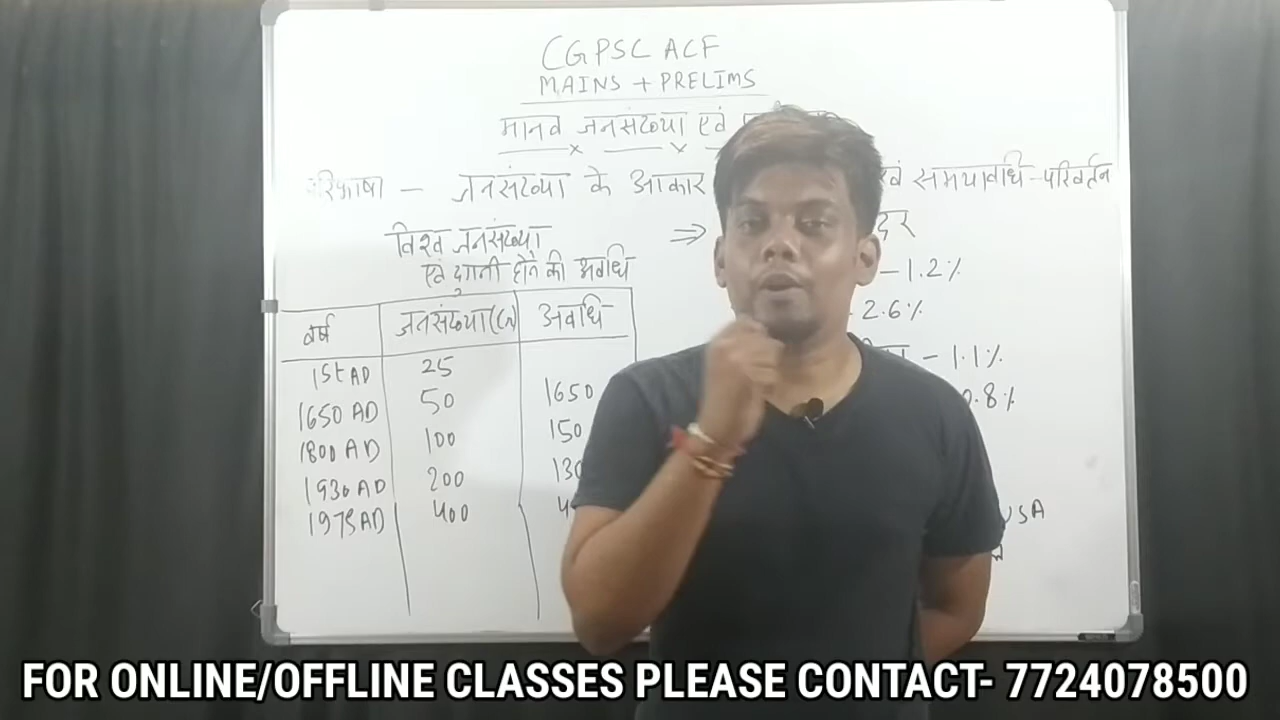 CGPSC ACF
MAINS + PRELIMS
मानव जनसंख्या एवं
परिभाषा - जनसंख्या के आकार एवं समयावधि - परिवर्तन
विश्व जनसंख्या
एवं दुगनी होने की अवधि
⇒ दर
- 1.2%
2.6%
- 1.1%
0.8%
USA
वर्ष जनसंख्या (Cr) अवधि
1st AD 25
1650 AD 50 1650
1800 AD 100 150
1930 AD 200 130
1975 AD 400
FOR ONLINE/OFFLINE CLASSES PLEASE CONTACT- 7724078500